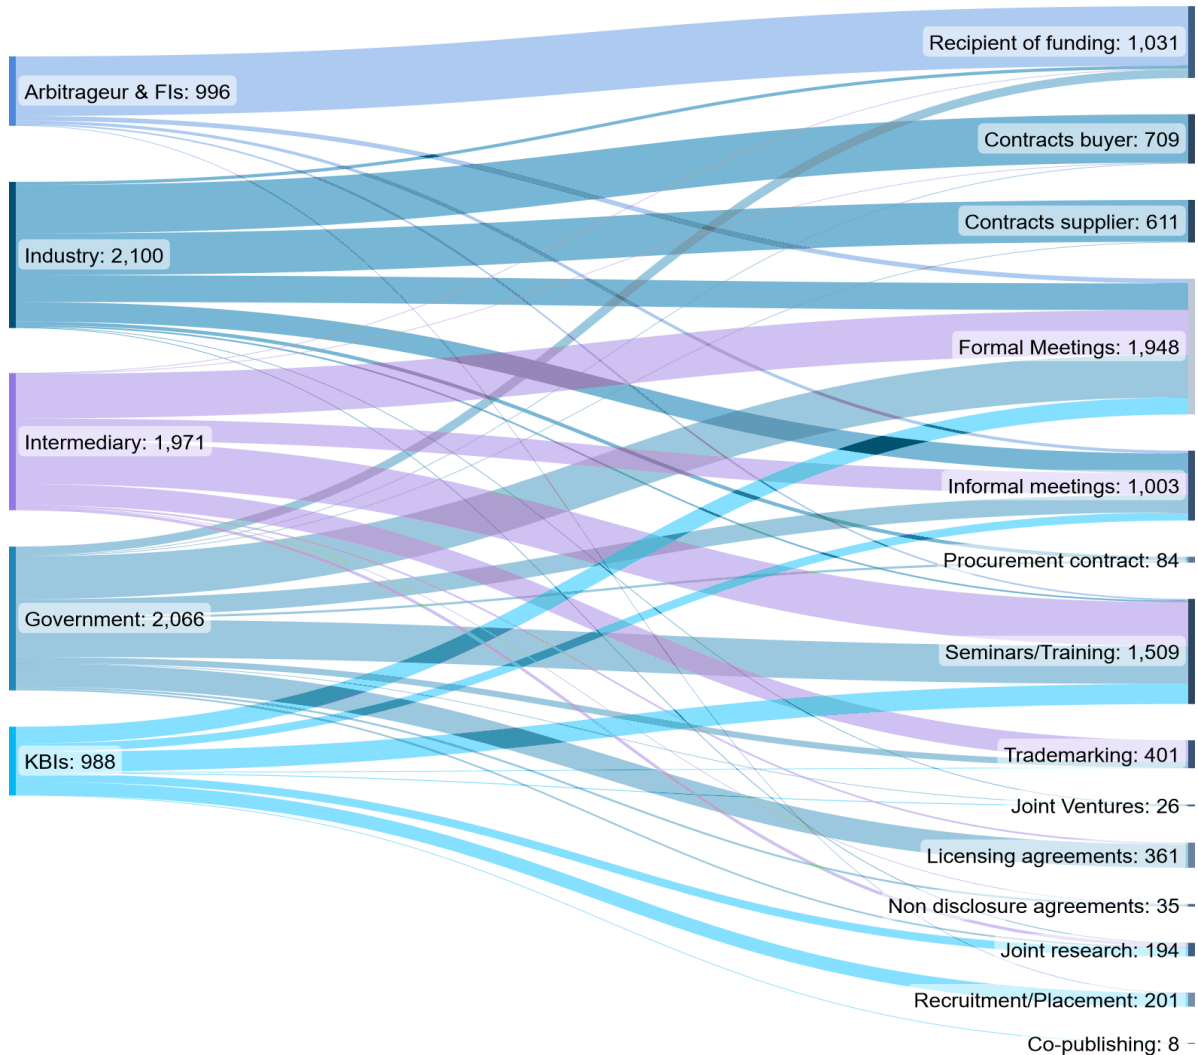 Arbitrageur & FIs: 996
Industry: 2,100
Intermediary: 1,971
Government: 2,066
KBIs: 988
Recipient of funding: 1,031
Contracts buyer: 709
Contracts supplier: 611
Formal Meetings: 1,948
Informal meetings: 1,003
Procurement contract: 84
Seminars/Training: 1,509
Trademarking: 401
Joint Ventures: 26
Licensing agreements: 361
Non disclosure agreements: 35
Joint research: 194
Recruitment/Placement: 201
Co-publishing: 8